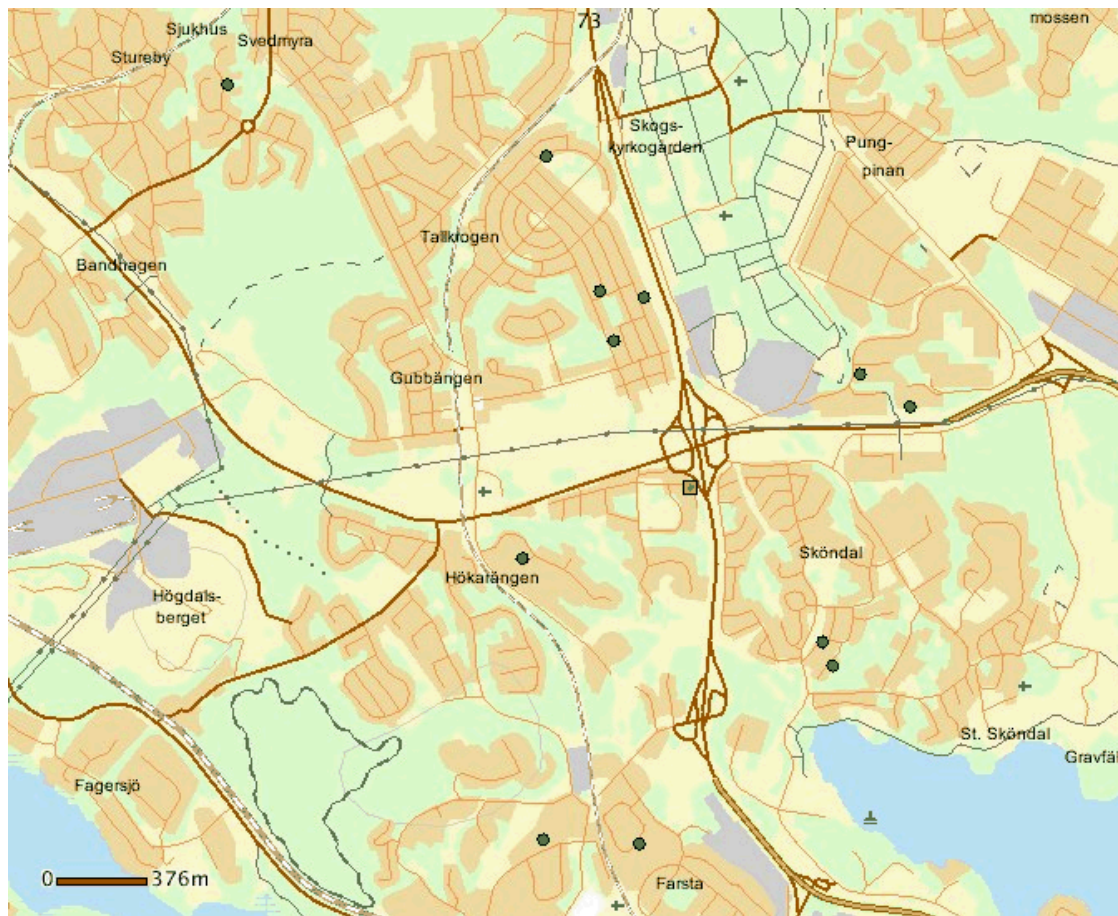 73
mossen
Sjukhus
Svedmyra
Stureby
Skogs-
kyrkogården
Pung-
pinan
Tallkrogen
Bandhagen
Gubbängen
Sköndal
Hökarängen
Högdals-
berget
St. Sköndal
Gravfäl
Fagersjö
0 376m
Farsta